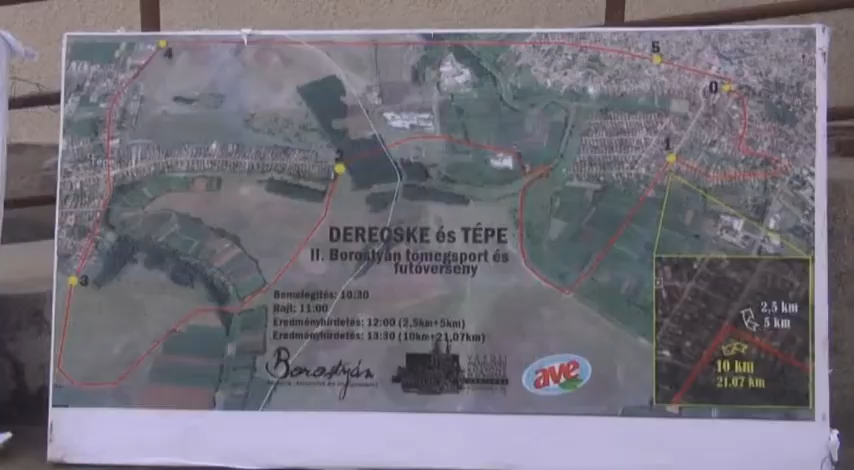 4
5
0
1
2
3
DERECSKE és TÉPE
II. Borostyán tömegsport és
futóverseny
Bemelegítés: 10:30
Rajt: 11:00
Eredményhirdetés: 12:00 (2,5km+5km)
Eredményhirdetés: 13:30 (10km+21,07km)
Borostyán
ave
2,5 km
5 km
10 km
21.07 km